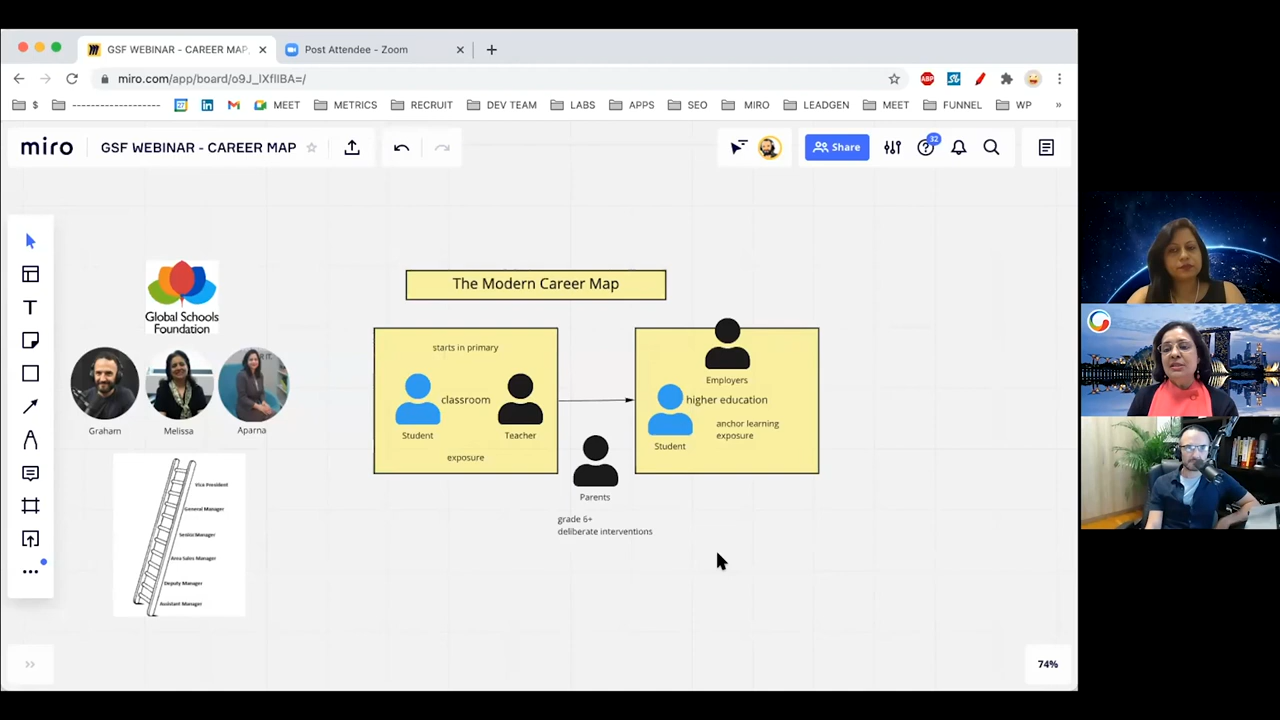 GSF WEBINAR - CAREER MAP
Post Attendee - Zoom
miro.com/app/board/o9J_lXfIlBA=/
ABP
$
--------------------
MEET
METRICS
RECRUIT
DEV TEAM
LABS
APPS
SEO
MIRO
LEADGEN
MEET
FUNNEL
WP
»
miro
GSF WEBINAR - CAREER MAP
Share
32
The Modern Career Map
Global Schools
Foundation
Graham
Melissa
Aparna
Vice President
General Manager
Senior Manager
Area Sales Manager
Deputy Manager
Assistant Manager
starts in primary
classroom
Student
Teacher
exposure
Parents
grade 6+
deliberate interventions
Employers
higher education
anchor learning
exposure
Student
74%